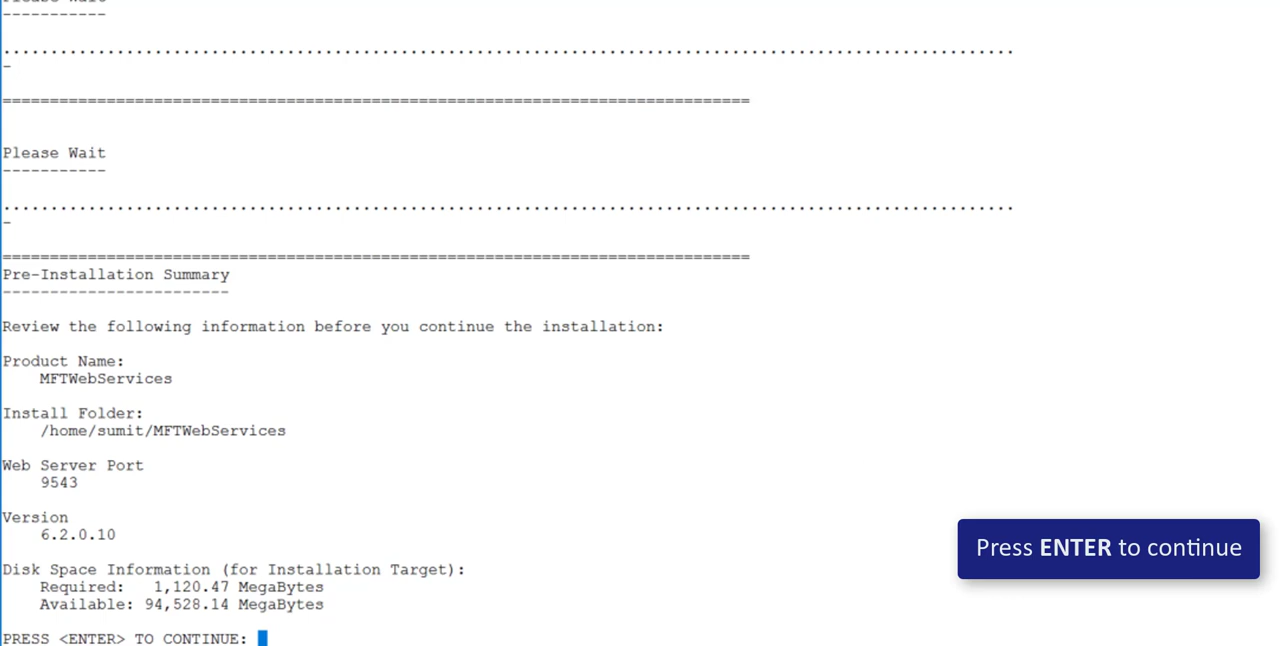 Please Wait
-----------
............................................................................................................
-
===============================================================================
Please Wait
-----------
............................................................................................................
-
===============================================================================
Pre-Installation Summary
------------------------
Review the following information before you continue the installation:
Product Name:
MFTWebServices
Install Folder:
/home/sumit/MFTWebServices
Web Server Port
9543
Version
6.2.0.10
Disk Space Information (for Installation Target):
Required: 1,120.47 MegaBytes
Available: 94,528.14 MegaBytes
PRESS <ENTER> TO CONTINUE:
Press ENTER to continue